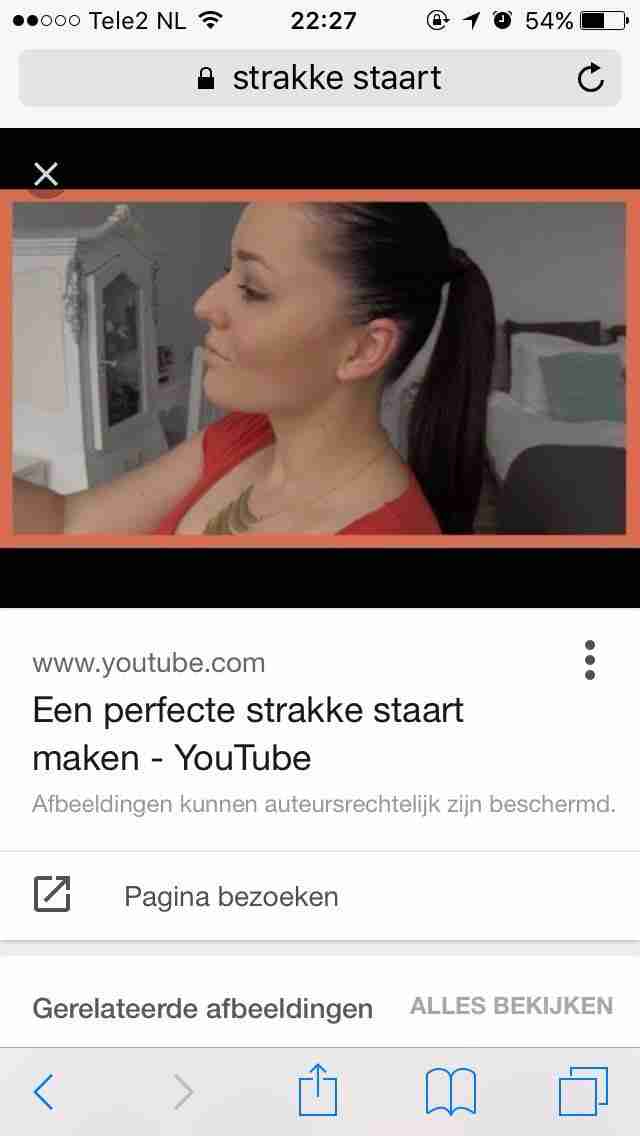 Tele2 NL 22:27 54%
strakke staart
www.youtube.com
Een perfecte strakke staart
maken - YouTube
Afbeeldingen kunnen auteursrechtelijk zijn beschermd.
Pagina bezoeken
Gerelateerde afbeeldingen ALLES BEKIJKEN